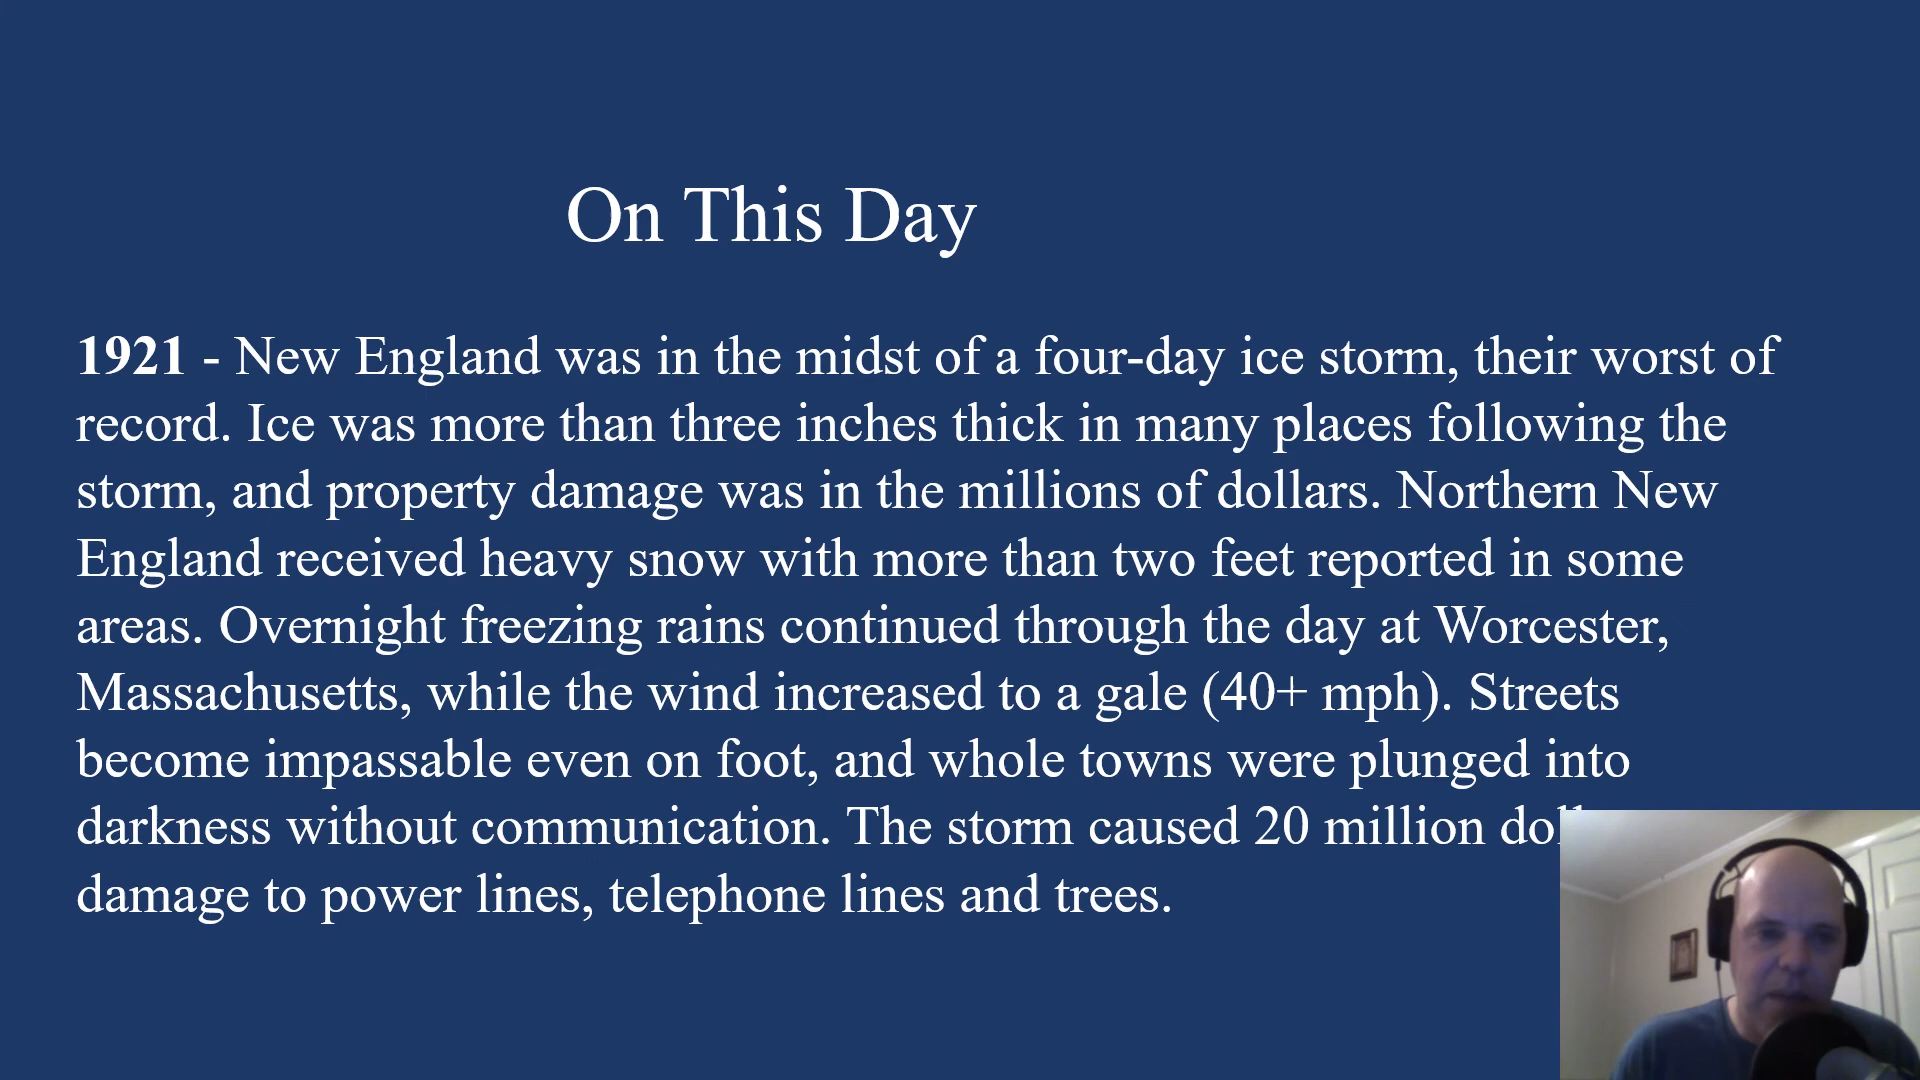 On This Day
1921 - New England was in the midst of a four-day ice storm, their worst of
record. Ice was more than three inches thick in many places following the
storm, and property damage was in the millions of dollars. Northern New
England received heavy snow with more than two feet reported in some
areas. Overnight freezing rains continued through the day at Worcester,
Massachusetts, while the wind increased to a gale (40+ mph). Streets
become impassable even on foot, and whole towns were plunged into
darkness without communication. The storm caused 20 million
damage to power lines, telephone lines and trees.